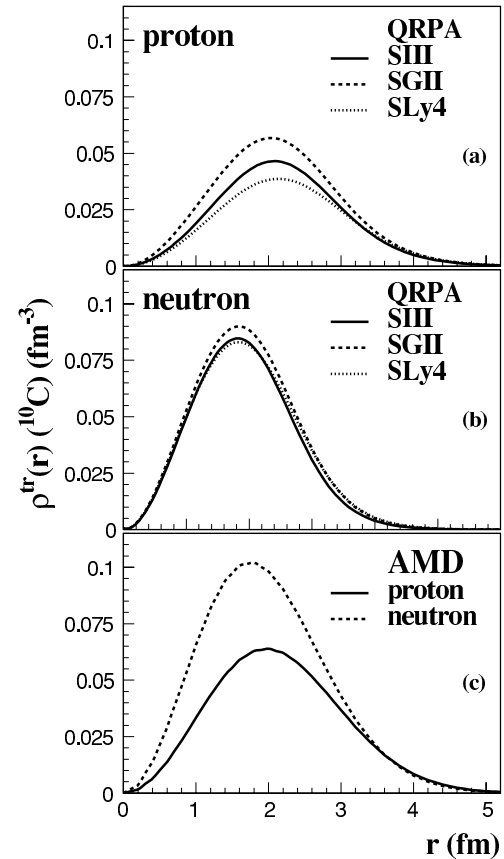 proton
QRPA
SIII
SGII
SLy4
(a)
0.1
0.075
0.05
0.025
0
neutron
QRPA
SIII
SGII
SLy4
(b)
0.1
0.075
0.05
0.025
0
ρtr(r) (10C) (fm-3)
AMD
proton
neutron
(c)
0.1
0.075
0.05
0.025
0
0 1 2 3 4 5
r (fm)